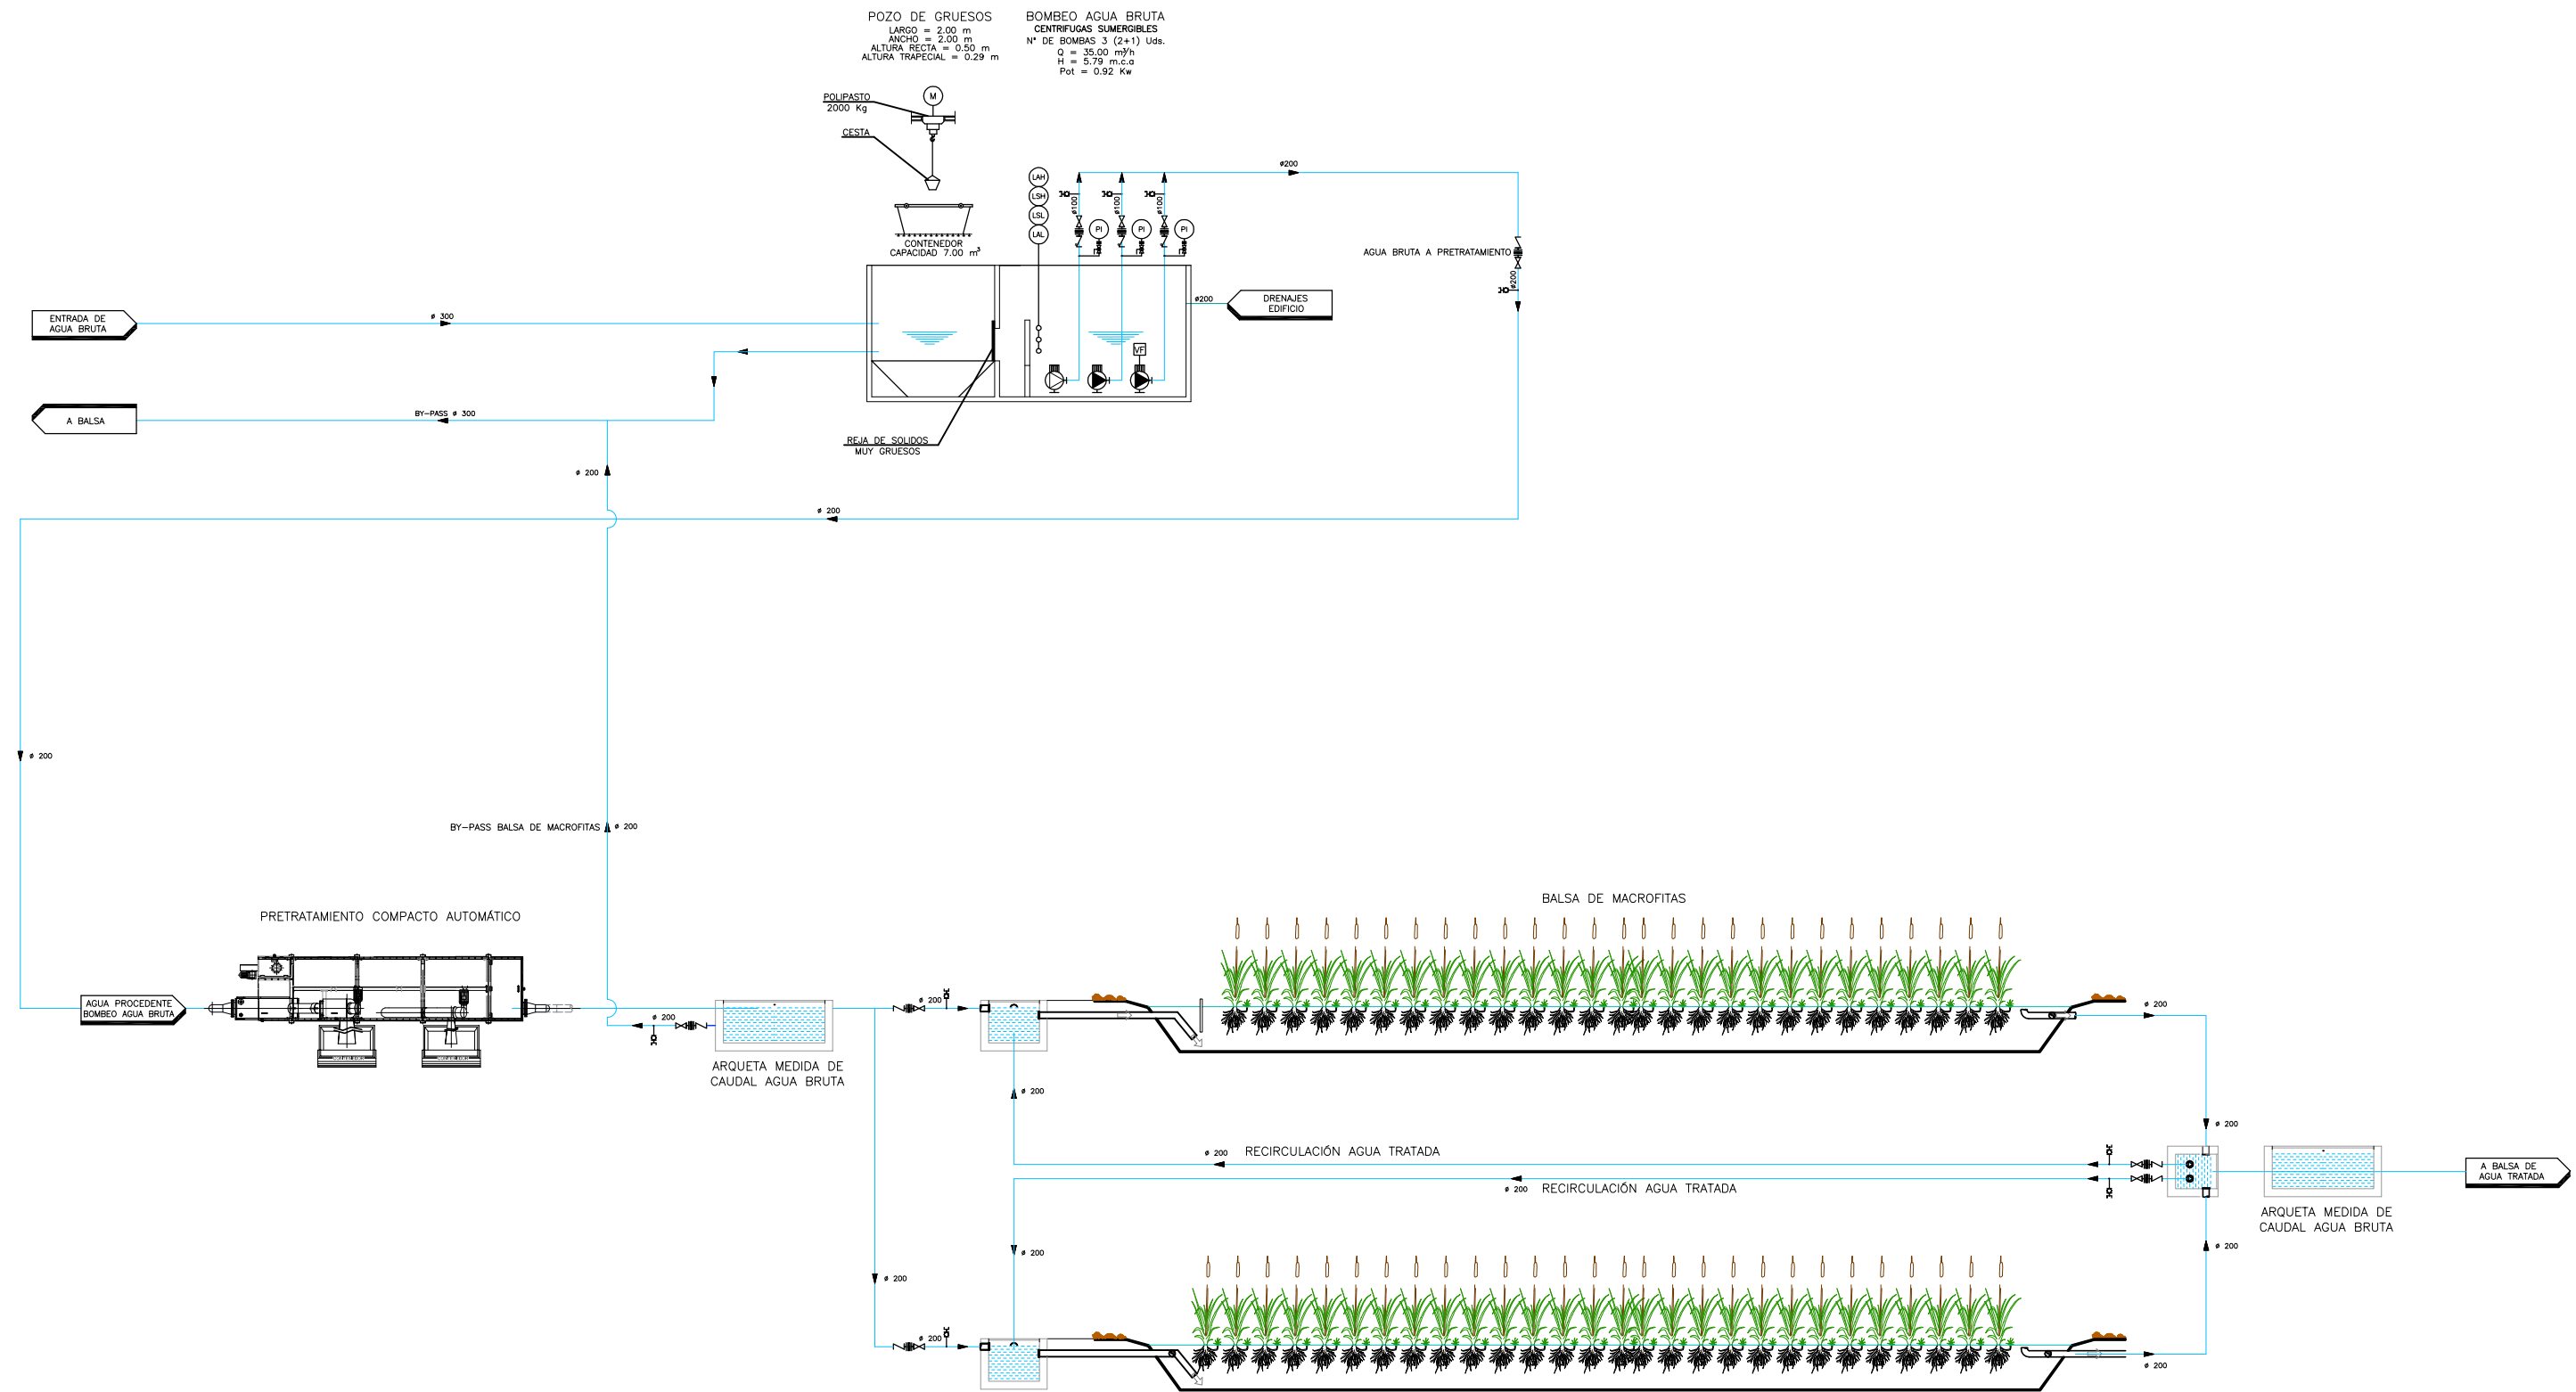 POZO DE GRUESOS
LARGO = 2.00 m
ANCHO = 2.00 m
ALTURA RECTA = 0.50 m
ALTURA TRAPECIAL = 0.29 m
BOMBEO AGUA BRUTA
CENTRIFUGAS SUMERGIBLES
Nº DE BOMBAS 3 (2+1) Uds.
Q = 35.00 m³/h
H = 5.79 m.c.a
Pot = 0.92 Kw
POLIPASTO
2000 Kg
M
CESTA
CONTENEDOR
CAPACIDAD 7.00 m³
LAH
LSH
LSL
LAL
ø100
ø100
ø100
PI
PI
PI
ø200
AGUA BRUTA A PRETRATAMIENTO
ø200
ø200
DRENAJES
EDIFICIO
ENTRADA DE
AGUA BRUTA
ø 300
VF
A BALSA
BY-PASS ø 300
REJA DE SOLIDOS
MUY GRUESOS
ø 200
ø 200
ø 200
BY-PASS BALSA DE MACROFITAS
ø 200
PRETRATAMIENTO COMPACTO AUTOMÁTICO
BALSA DE MACROFITAS
AGUA PROCEDENTE
BOMBEO AGUA BRUTA
ø 200
ø 200
ø 200
ARQUETA MEDIDA DE
CAUDAL AGUA BRUTA
ø 200
ø 200
ø 200 RECIRCULACIÓN AGUA TRATADA
ø 200 RECIRCULACIÓN AGUA TRATADA
A BALSA DE
AGUA TRATADA
ARQUETA MEDIDA DE
CAUDAL AGUA BRUTA
ø 200
ø 200
ø 200
ø 200
ø 200